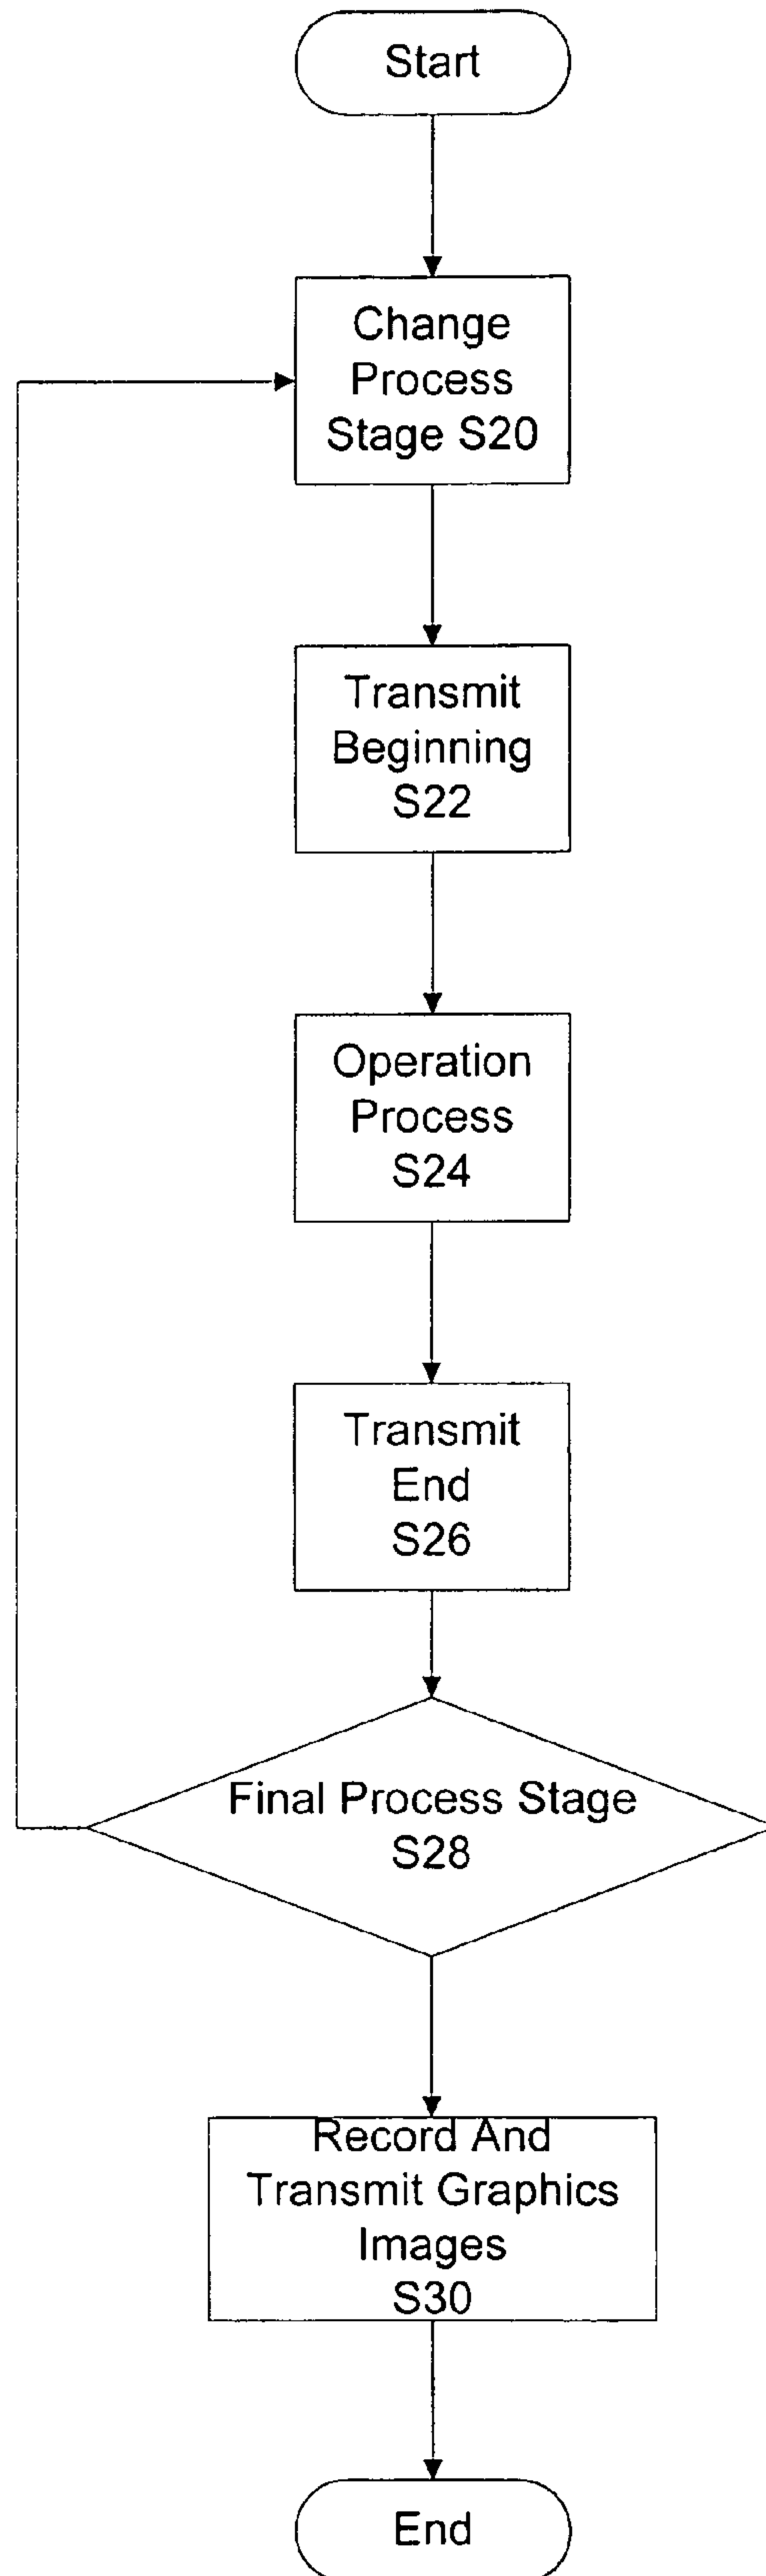 Start
Change
Process
Stage S20
Transmit
Beginning
S22
Operation
Process
S24
Transmit
End
S26
Final Process Stage
S28
Record And
Transmit Graphics
Images
S30
End